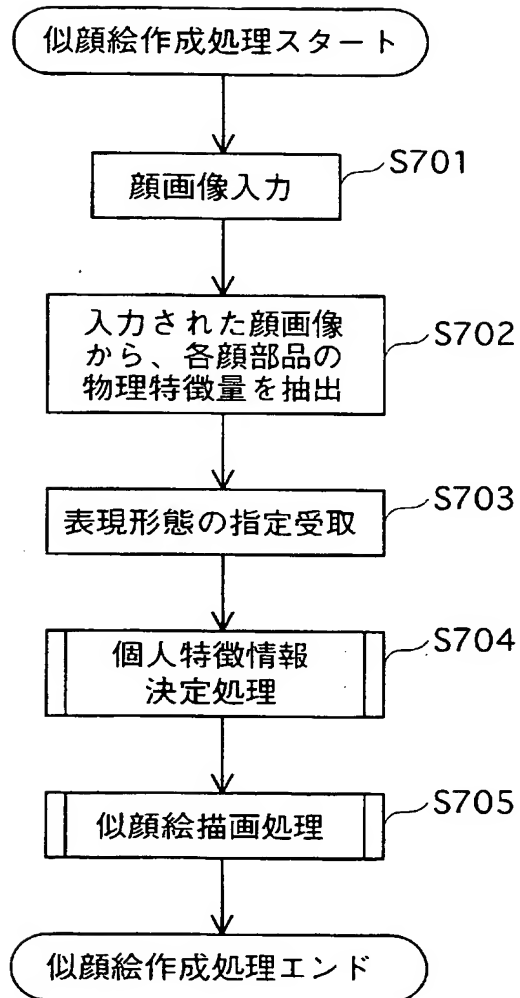 似顔絵作成処理スタート
S701
顔画像入力
S702
入力された顔画像
から、各顔部品の
物理特徴量を抽出
S703
表現形態の指定受取
S704
個人特徴情報
決定処理
S705
似顔絵描画処理
似顔絵作成処理エンド